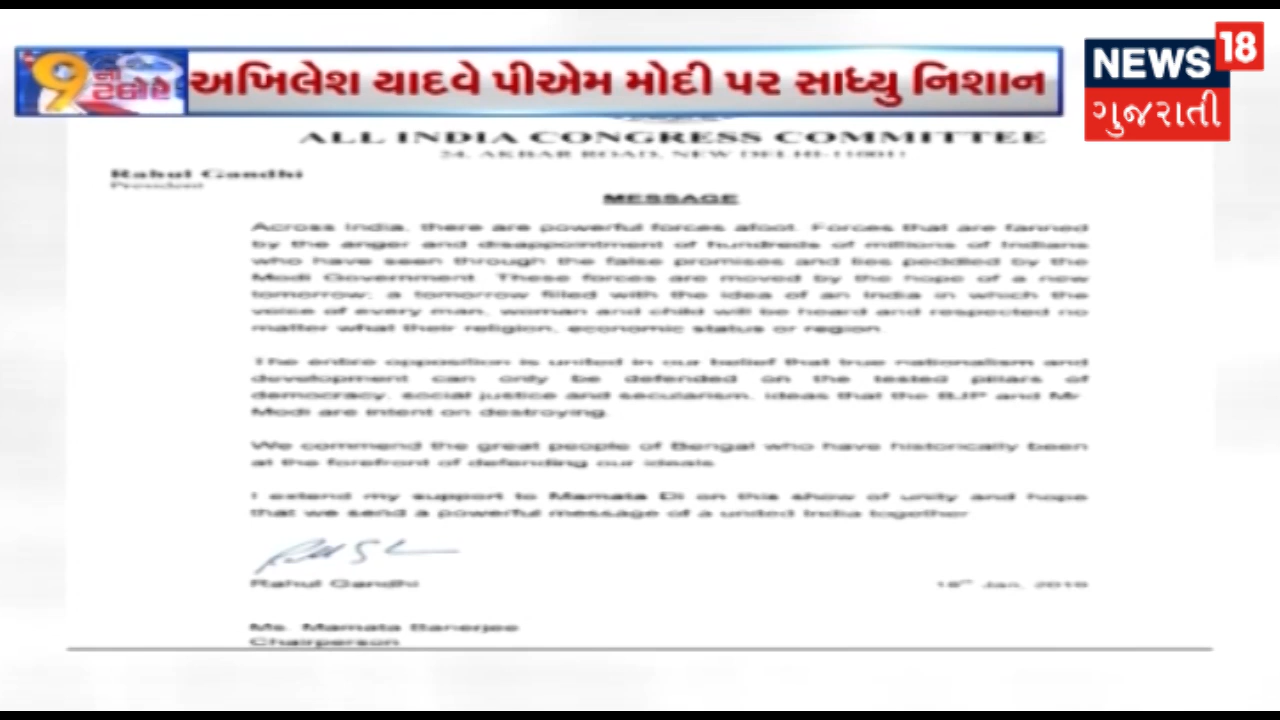 9 ના ટકોરે
અખિલેશ યાદવે પીએમ મોદી પર સાધ્યુ નિશાન
NEWS 18
ગુજરાતી
ALL INDIA CONGRESS COMMITTEE
24, AKBAR ROAD, NEW DELHI-110011
Rahul Gandhi
President
MESSAGE
Across India, there are powerful forces afoot. Forces that are fanned
by the anger and disappointment of hundreds of millions of Indians
who have seen through the false promises and lies peddled by the
Modi Government. These forces are moved by the hope of a new
tomorrow; a tomorrow filled with the idea of an India in which the
voice of every man, woman and child will be heard and respected no
matter what their religion, economic status or region.
The entire opposition is united in our belief that true nationalism and
development can only be defended on the tested pillars of
democracy, social justice and secularism, ideas that the BJP and Mr.
Modi are intent on destroying.
We commend the great people of Bengal who have historically been
at the forefront of defending our ideals.
I extend my support to Mamata Di on this show of unity and hope
that we send a powerful message of a united India together.
Rahul Gandhi
Jan, 2019
Ms. Mamata Banerjee
Chairperson